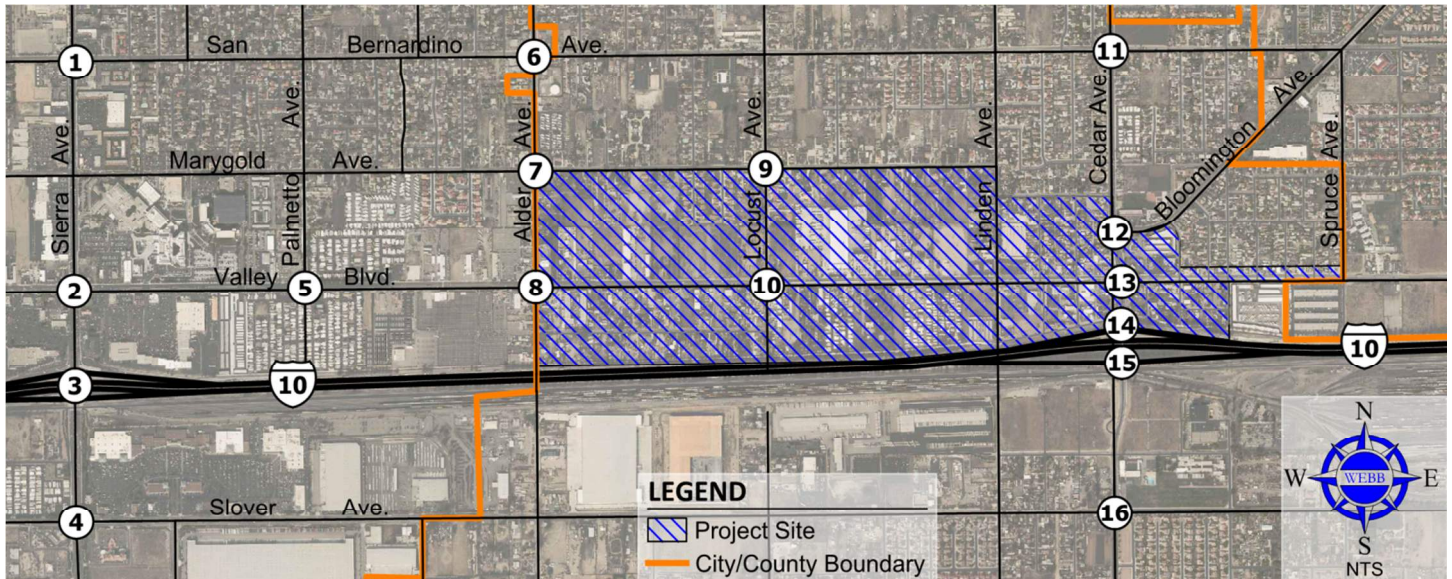 San Bernardino Ave.
1
6
11
Sierra Ave.
Palmetto Ave.
Alder Ave.
Locust Ave.
Linden Ave.
Cedar Ave.
Bloomington Ave.
Spruce Ave.
Marygold Ave.
7
9
12
Valley Blvd.
2
5
8
10
13
14
3
10
15
10
4
Slover Ave.
16
LEGEND
Project Site
City/County Boundary
N
W
WEBB
E
S
NTS